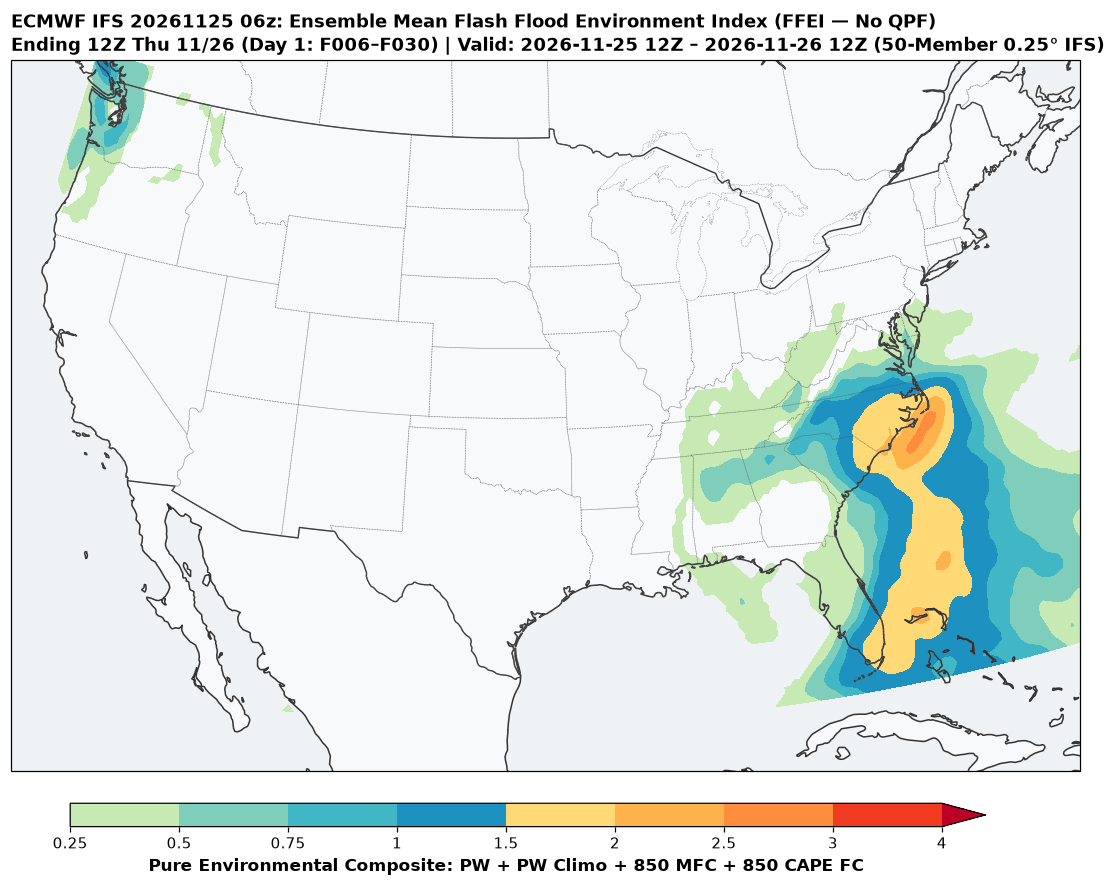 ECMWF IFS 20261125 06z: Ensemble Mean Flash Flood Environment Index (FFEI — No QPF)
Ending 12Z Thu 11/26 (Day 1: F006–F030) | Valid: 2026-11-25 12Z – 2026-11-26 12Z (50-Member 0.25° IFS)
0.25 0.5 0.75 1 1.5 2 2.5 3 4
Pure Environmental Composite: PW + PW Climo + 850 MFC + 850 CAPE FC